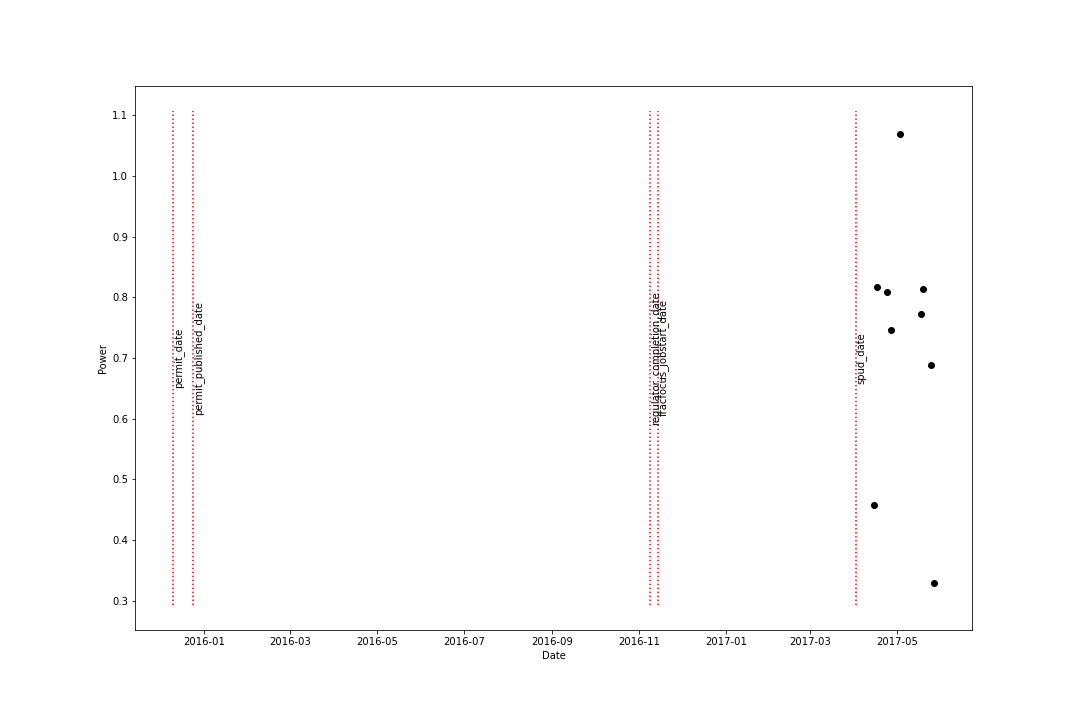 1.1
1.0
0.9
0.8
0.7
0.6
0.5
0.4
0.3
Power
permit_date
permit_published_date
regulator_completion_date
fracfocus_jobstart_date
spud_date
2016-01
2016-03
2016-05
2016-07
2016-09
2016-11
2017-01
2017-03
2017-05
Date